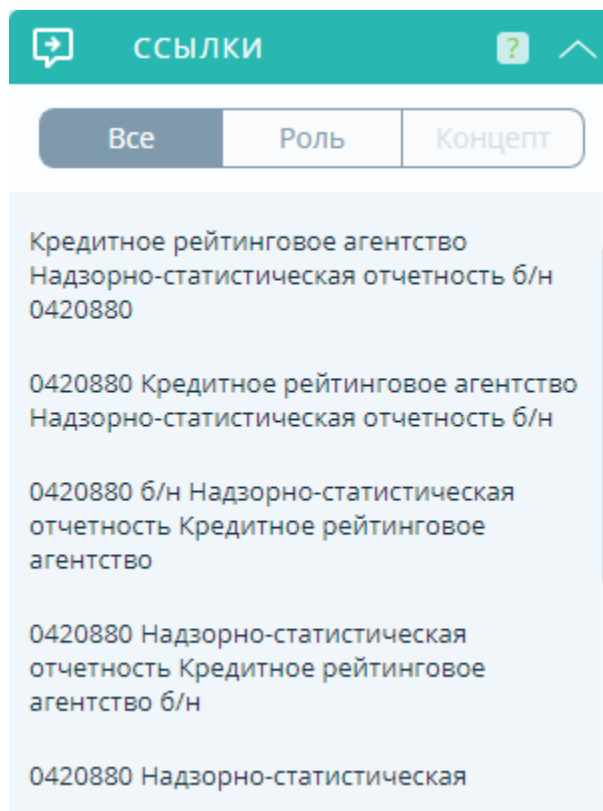 ССЫЛКИ
?
Все
Роль
Концепт
Кредитное рейтинговое агентство
Надзорно-статистическая отчетность б/н
0420880
0420880 Кредитное рейтинговое агентство
Надзорно-статистическая отчетность б/н
0420880 б/н Надзорно-статистическая
отчетность Кредитное рейтинговое
агентство
0420880 Надзорно-статистическая
отчетность Кредитное рейтинговое
агентство б/н
0420880 Надзорно-статистическая